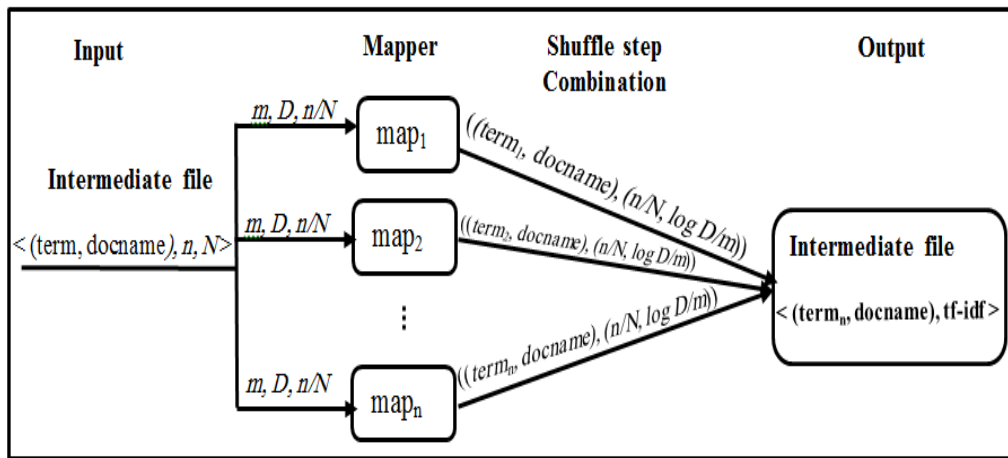 Input
Mapper
Shuffle step
Combination
Output
Intermediate file
< (term, docname), n, N>
m, D, n/N
map1
((term1, docname), (n/N, log D/m))
m, D, n/N
map2
((term2, docname), (n/N, log D/m))
⋮
m, D, n/N
mapn
((termn, docname), (n/N, log D/m))
Intermediate file
< (termn, docname), tf-idf >